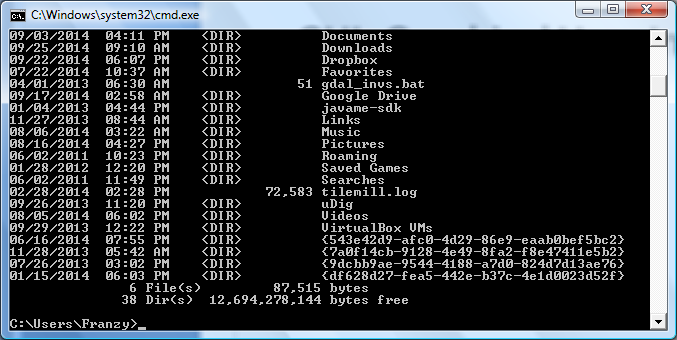 C:\Windows\system32\cmd.exe
09/03/2014  04:11 PM    <DIR>          Documents
09/25/2014  09:10 AM    <DIR>          Downloads
09/22/2014  06:07 PM    <DIR>          Dropbox
07/22/2014  10:37 AM    <DIR>          Favorites
04/01/2013  06:30 AM                51 gdal_invs.bat
09/17/2014  02:58 AM    <DIR>          Google Drive
01/04/2013  04:44 PM    <DIR>          javame-sdk
11/27/2013  08:44 AM    <DIR>          Links
08/06/2014  03:22 AM    <DIR>          Music
08/16/2014  04:27 PM    <DIR>          Pictures
06/02/2011  10:23 PM    <DIR>          Roaming
01/28/2012  12:20 PM    <DIR>          Saved Games
06/02/2011  11:49 PM    <DIR>          Searches
02/28/2014  02:28 PM            72,583 tilemill.log
09/26/2013  11:20 PM    <DIR>          uDig
08/05/2014  06:02 PM    <DIR>          Videos
09/29/2013  12:22 PM    <DIR>          VirtualBox VMs
06/16/2014  07:55 PM    <DIR>          {543e42d9-afc0-4d29-86e9-eaab0bef5bc2}
11/28/2013  05:42 AM    <DIR>          {7a0f14cb-9128-4e49-8fa2-f8e47411e5b2}
07/26/2013  03:02 PM    <DIR>          {9dcbb9ae-9544-4188-a7d0-824d7d13ae76}
01/15/2014  06:03 PM    <DIR>          {df628d27-fea5-442e-b37c-4e1d0023d52f}
               6 File(s)         87,515 bytes
              38 Dir(s)  12,694,278,144 bytes free
C:\Users\Franzy>_